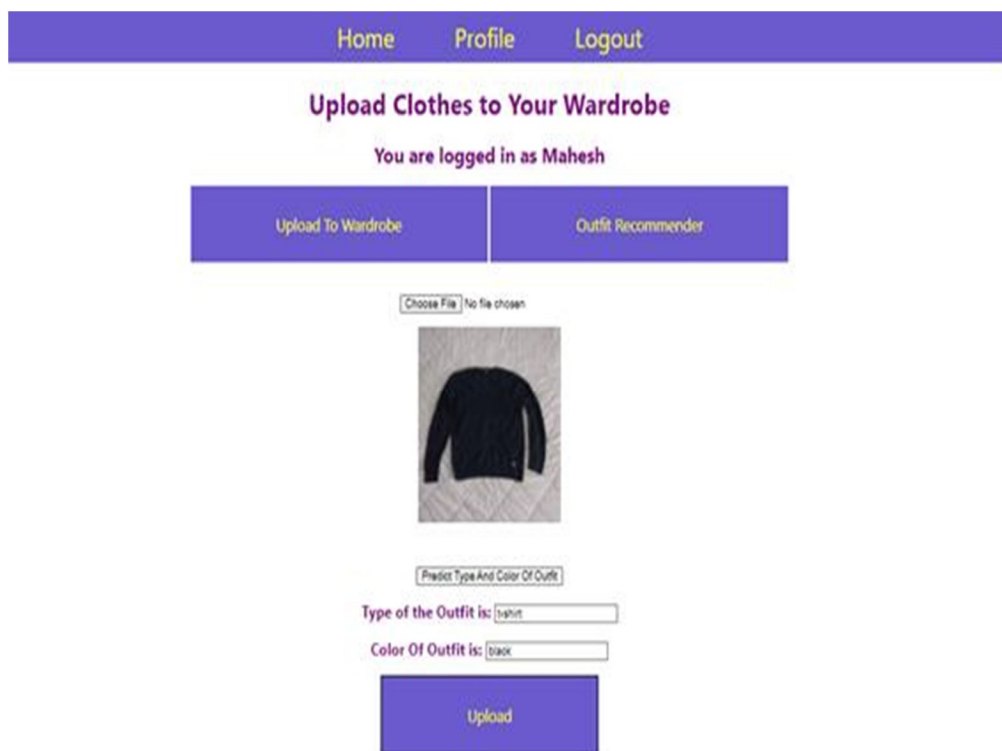 Home Profile Logout
Upload Clothes to Your Wardrobe
You are logged in as Mahesh
Upload To Wardrobe Outfit Recommender
Choose File No file chosen
Predict Type And Color Of Outfit
Type of the Outfit is: t-shirt
Color Of Outfit is: black
Upload